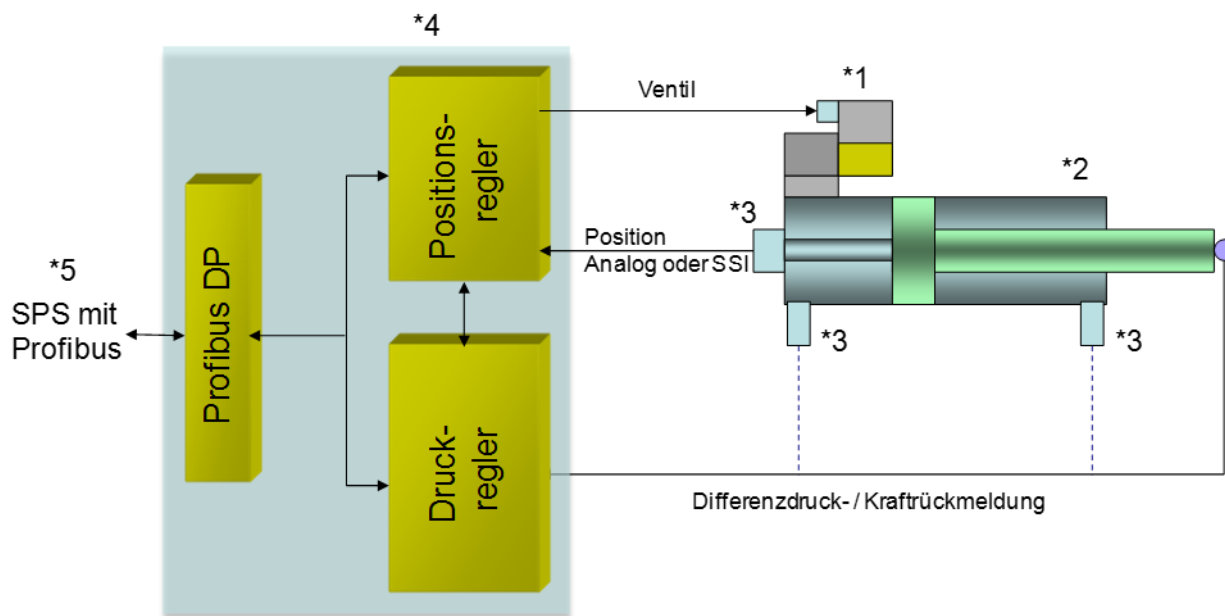 *4
*1
Ventil
Positions-
regler
*2
*3
Position
Analog oder SSI
*5
SPS mit
Profibus
Profibus DP
*3
*3
Druck-
regler
Differenzdruck- / Kraftrückmeldung